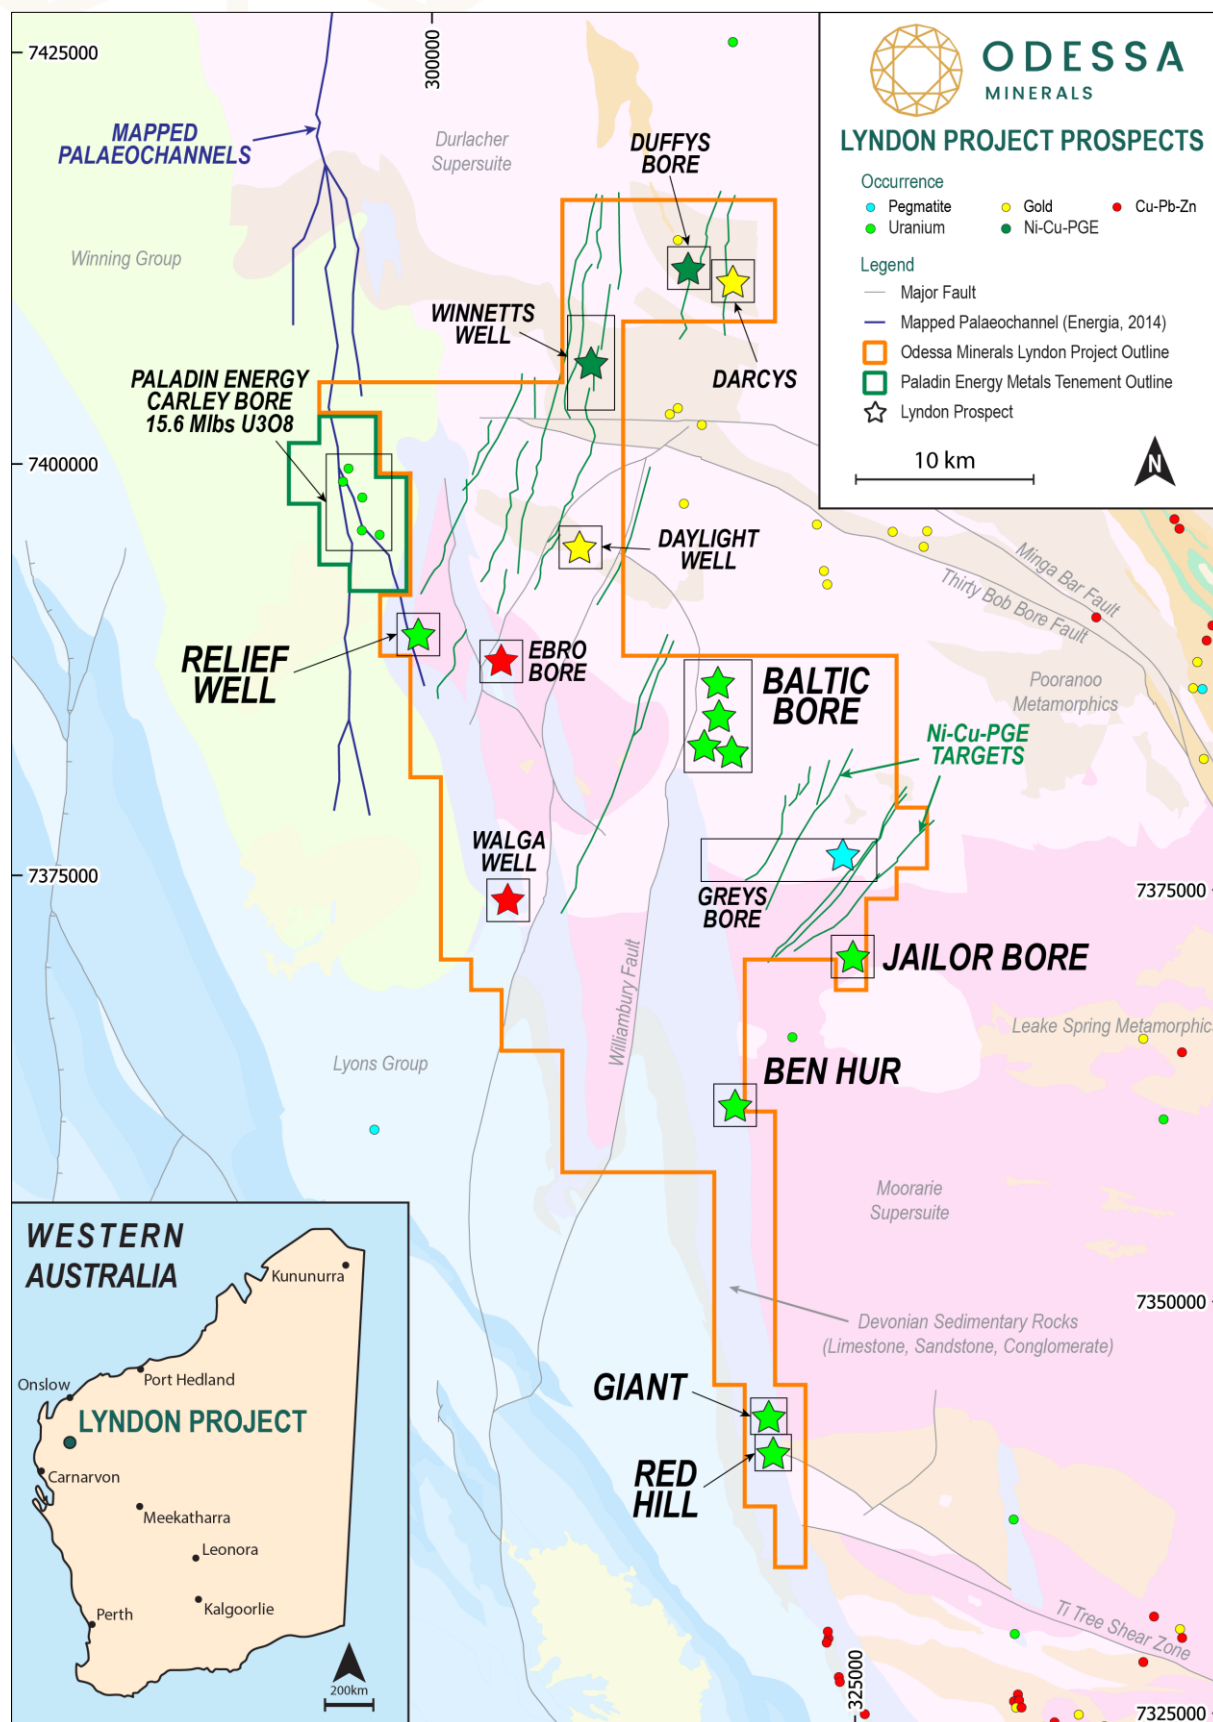 7425000
300000
ODESSA
MINERALS
LYNDON PROJECT PROSPECTS
Occurrence
Pegmatite
Gold
Cu-Pb-Zn
Uranium
Ni-Cu-PGE
Legend
Major Fault
Mapped Palaeochannel (Energia, 2014)
Odessa Minerals Lyndon Project Outline
Paladin Energy Metals Tenement Outline
Lyndon Prospect
10 km
N
MAPPED
PALAEOCHANNELS
Durlacher
Supersuite
DUFFYS
BORE
Winning Group
WINNETTS
WELL
DARCYS
PALADIN ENERGY
CARLEY BORE
15.6 Mlbs U3O8
7400000
DAYLIGHT
WELL
Minga Bar Fault
Thirty Bob Bore Fault
RELIEF
WELL
EBRO
BORE
BALTIC
BORE
Pooranoo
Metamorphics
Ni-Cu-PGE
TARGETS
WALGA
WELL
7375000
GREYS
BORE
7375000
Williambury Fault
JAILOR BORE
Leake Spring Metamorphics
Lyons Group
BEN HUR
Moorarie
Supersuite
7350000
Devonian Sedimentary Rocks
(Limestone, Sandstone, Conglomerate)
GIANT
RED
HILL
Ti Tree Shear Zone
325000
7325000
WESTERN
AUSTRALIA
Kununurra
Port Hedland
Onslow
LYNDON PROJECT
Carnarvon
Meekatharra
Leonora
Kalgoorlie
Perth
200km